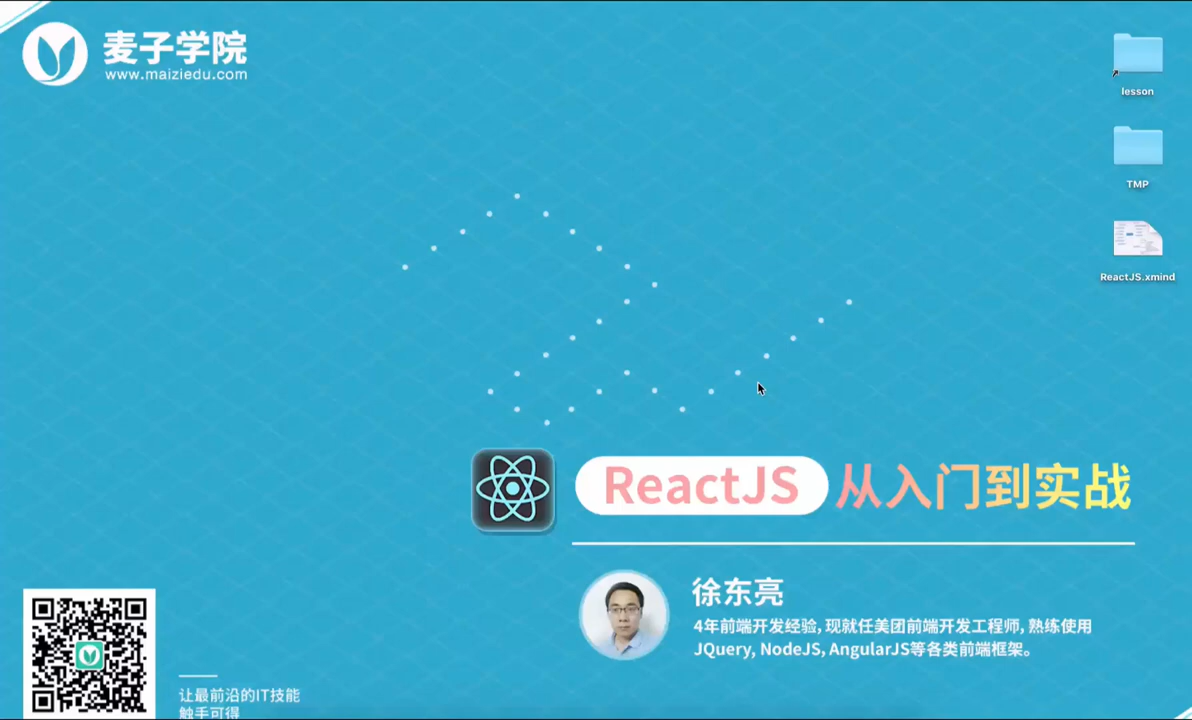 麦子学院
www.maiziedu.com
lesson
TMP
ReactJS.xmind
ReactJS 从入门到实战
徐东亮
4年前端开发经验, 现就任美团前端开发工程师, 熟练使用
JQuery, NodeJS, AngularJS等各类前端框架。
让最前沿的IT技能
触手可得